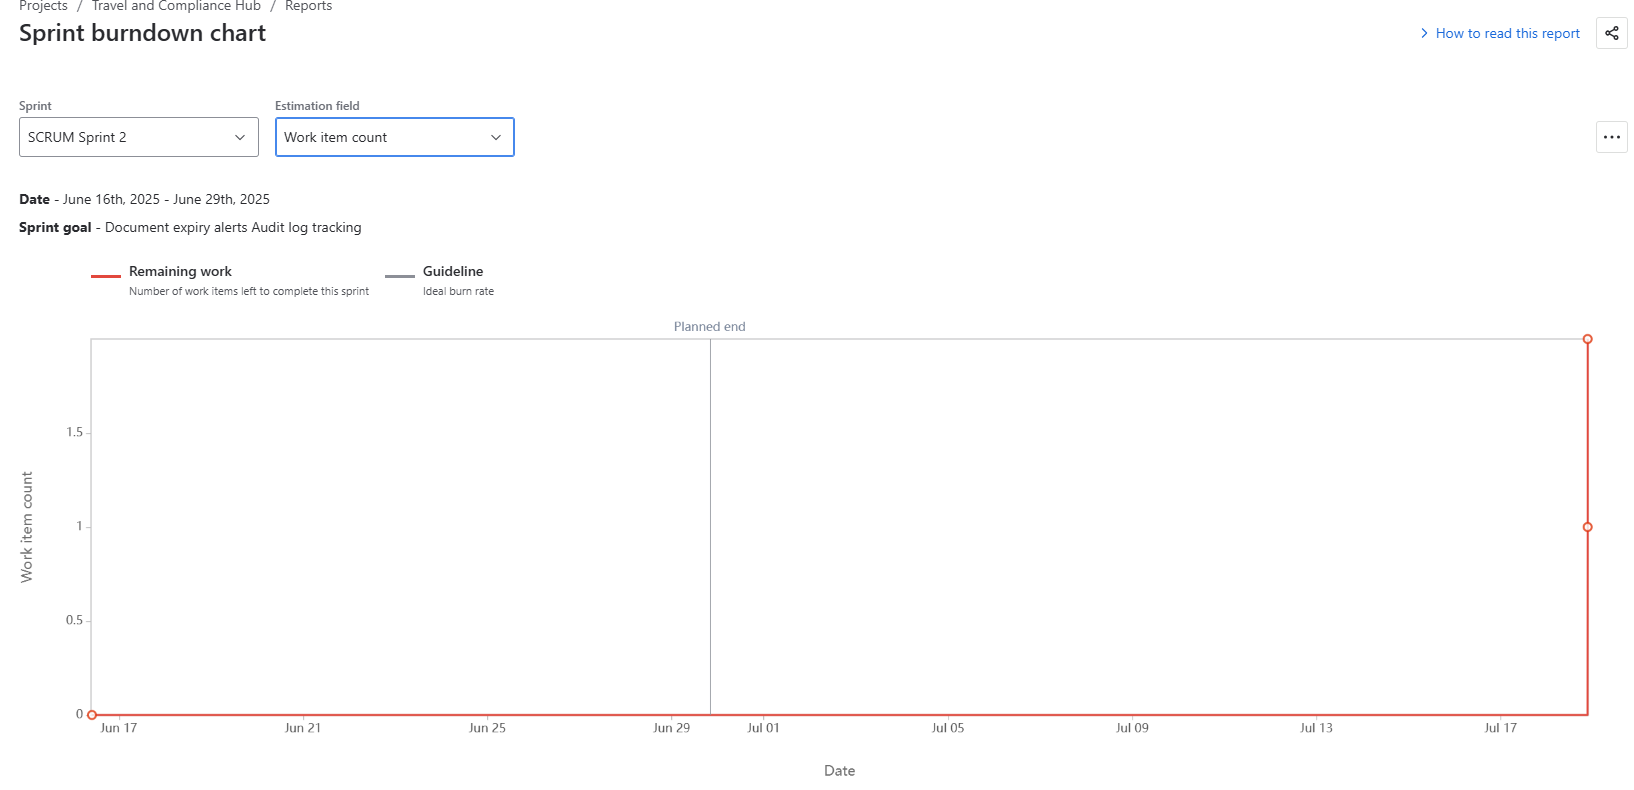 Projects / Travel and Compliance Hub / Reports
Sprint burndown chart
How to read this report
Sprint
Estimation field
SCRUM Sprint 2
Work item count
Date - June 16th, 2025 - June 29th, 2025
Sprint goal - Document expiry alerts Audit log tracking
Remaining work
Number of work items left to complete this sprint
Guideline
Ideal burn rate
Planned end
1.5
1
0.5
0
Work item count
Jun 17
Jun 21
Jun 25
Jun 29
Jul 01
Jul 05
Jul 09
Jul 13
Jul 17
Date